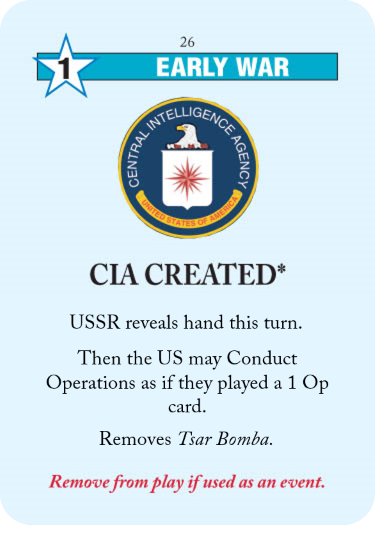 26
1
EARLY WAR
CENTRAL INTELLIGENCE AGENCY
UNITED STATES OF AMERICA
CIA CREATED*
USSR reveals hand this turn.
Then the US may Conduct
Operations as if they played a 1 Op
card.
Removes Tsar Bomba.
Remove from play if used as an event.